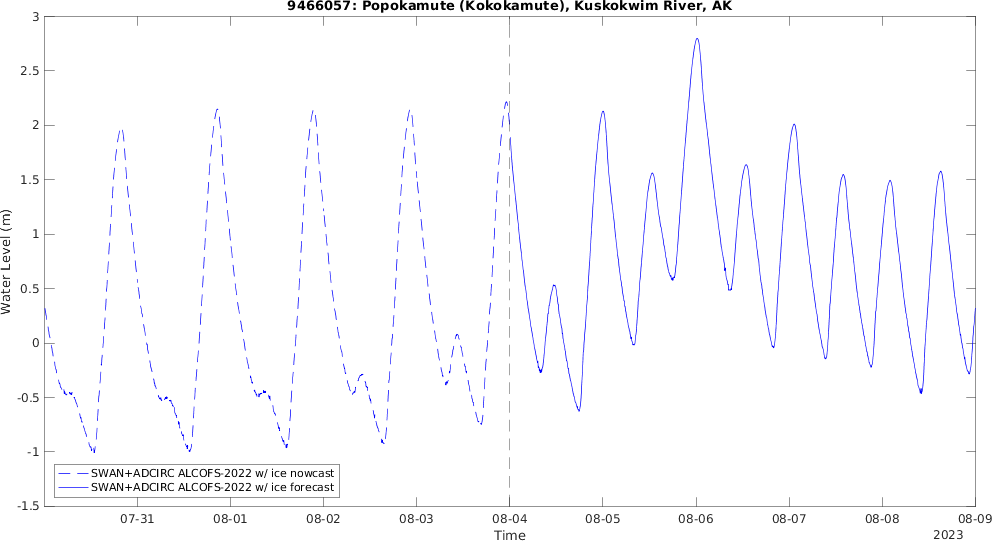 9466057: Popokamute (Kokokamute), Kuskokwim River, AK
3
2.5
2
1.5
1
0.5
0
-0.5
-1
-1.5
Water Level (m)
SWAN+ADCIRC ALCOFS-2022 w/ ice nowcast
SWAN+ADCIRC ALCOFS-2022 w/ ice forecast
07-31 08-01 08-02 08-03 08-04 08-05 08-06 08-07 08-08 08-09
Time 2023